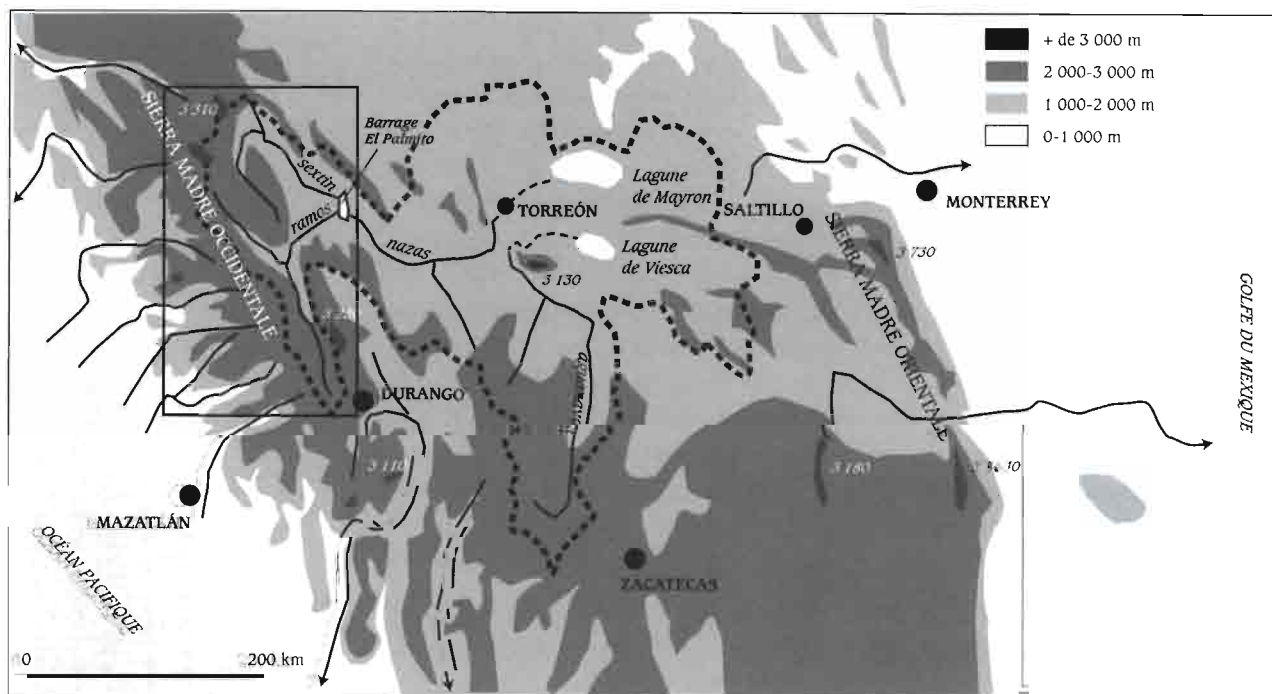 + de 3 000 m
2 000-3 000 m
1 000-2 000 m
0-1 000 m
3 310
SIERRA MADRE OCCIDENTALE
Barrage
El Palmito
sextin
ramos
nazas
TORREÓN
Lagune
de Mayron
Lagune
de Viesca
3 130
SALTILLO
MONTERREY
3 730
SIERRA MADRE ORIENTALE
GOLFE DU MEXIQUE
DURANGO
3 110
3 180
MAZATLÁN
OCÉAN PACIFIQUE
ZACATECAS
0
200 km